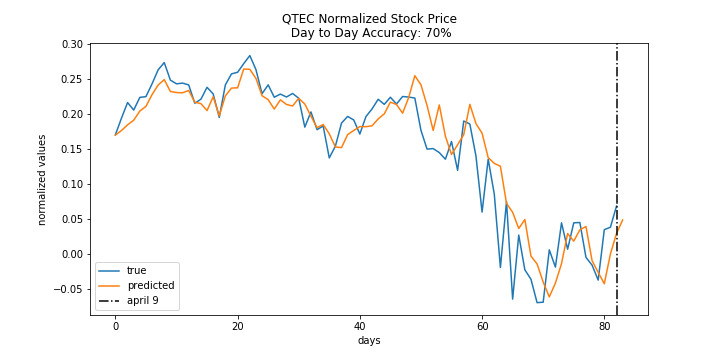 QTEC Normalized Stock Price
Day to Day Accuracy: 70%
normalized values
0.30
0.25
0.20
0.15
0.10
0.05
0.00
−0.05
true
predicted
april 9
0 20 40 60 80
days